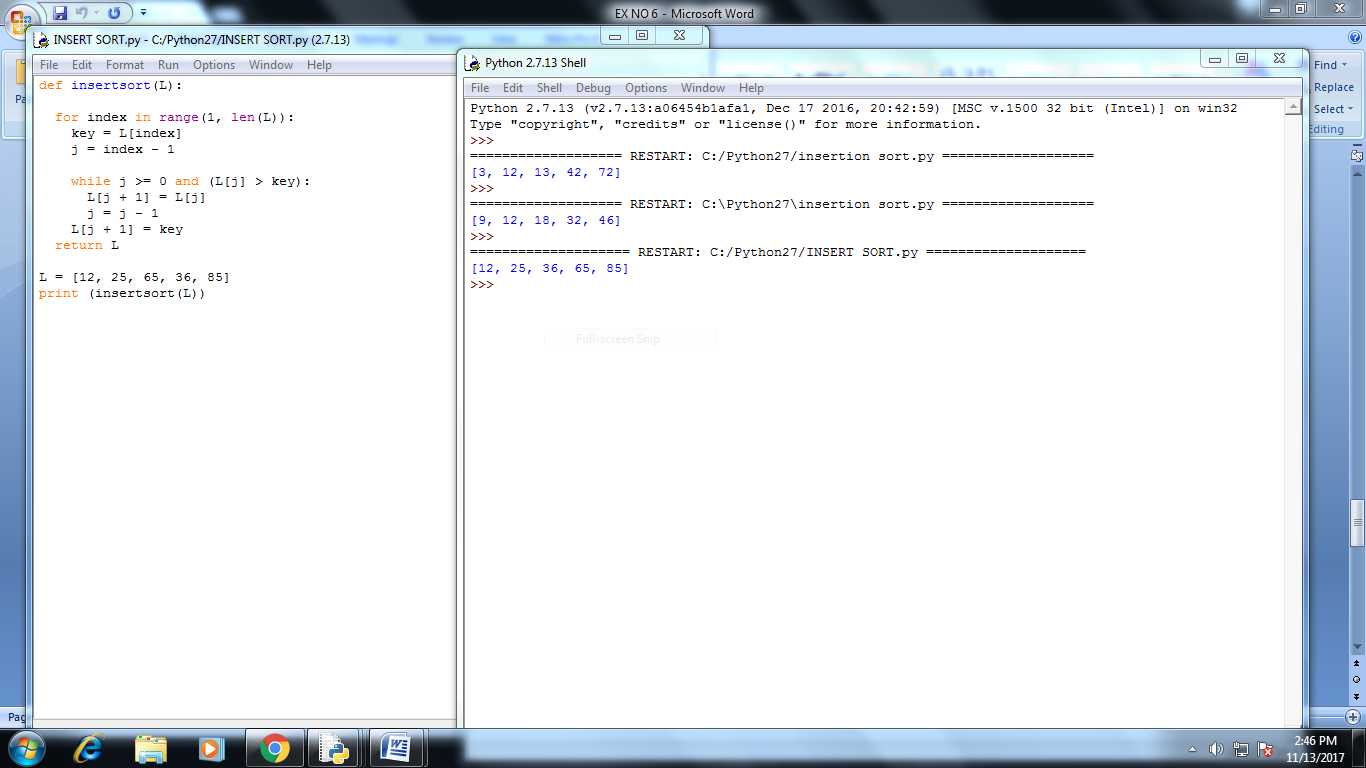 EX NO 6 - Microsoft Word
INSERT SORT.py - C:/Python27/INSERT SORT.py (2.7.13)
File Edit Format Run Options Window Help
def insertsort(L):
for index in range(1, len(L)):
key = L[index]
j = index - 1
while j >= 0 and (L[j] > key):
L[j + 1] = L[j]
j = j - 1
L[j + 1] = key
return L
L = [12, 25, 65, 36, 85]
print (insertsort(L))
Python 2.7.13 Shell
File Edit Shell Debug Options Window Help
Python 2.7.13 (v2.7.13:a06454b1afa1, Dec 17 2016, 20:42:59) [MSC v.1500 32 bit (Intel)] on win32
Type "copyright", "credits" or "license()" for more information.
>>>
=================== RESTART: C:/Python27/insertion sort.py ===================
[3, 12, 13, 42, 72]
>>>
=================== RESTART: C:\Python27\insertion sort.py ===================
[9, 12, 18, 32, 46]
>>>
==================== RESTART: C:/Python27/INSERT SORT.py ====================
[12, 25, 36, 65, 85]
>>>
Full-screen Snip
Find
Replace
Select
Editing
Pa
Pag
2:46 PM
11/13/2017